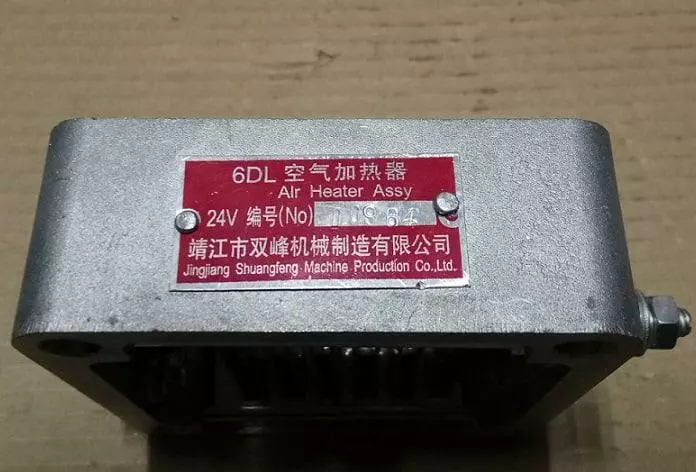 6DL 空气加热器
Air Heater Assy
24V 编号(No)
靖江市双峰机械制造有限公司
Jingjiang Shuangfeng Machine Production Co.,Ltd.